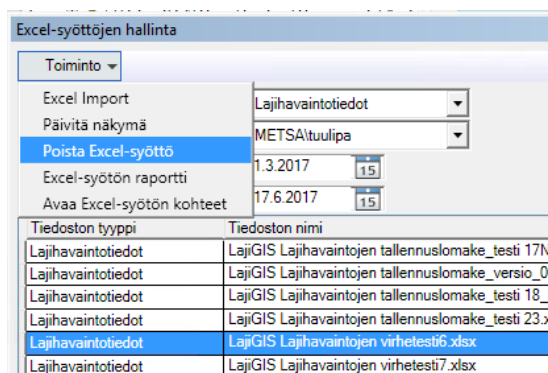 Excel-syöttöjen hallinta
Toiminto
Excel Import
Päivitä näkymä
Poista Excel-syöttö
Excel-syötön raportti
Avaa Excel-syötön kohteet
Lajihavaintotiedot
METSA\tuulipa
1.3.2017 15
17.6.2017 15
Tiedoston tyyppi Tiedoston nimi
Lajihavaintotiedot LajiGIS Lajihavaintojen tallennuslomake_testi 17N
Lajihavaintotiedot LajiGIS Lajihavaintojen tallennuslomake_versio_0
Lajihavaintotiedot LajiGIS Lajihavaintojen tallennuslomake_testi 18_
Lajihavaintotiedot LajiGIS Lajihavaintojen tallennuslomake_testi 23.x
Lajihavaintotiedot LajiGIS Lajihavaintojen virhetesti6.xlsx
Lajihavaintotiedot LajiGIS Lajihavaintojen virhetesti7.xlsx